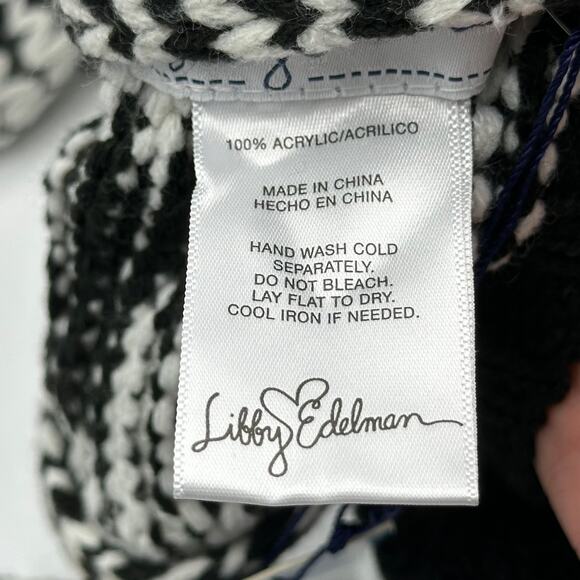 100% ACRYLIC/ACRILICO
MADE IN CHINA
HECHO EN CHINA
HAND WASH COLD
SEPARATELY.
DO NOT BLEACH.
LAY FLAT TO DRY.
COOL IRON IF NEEDED.
Libby Edelman